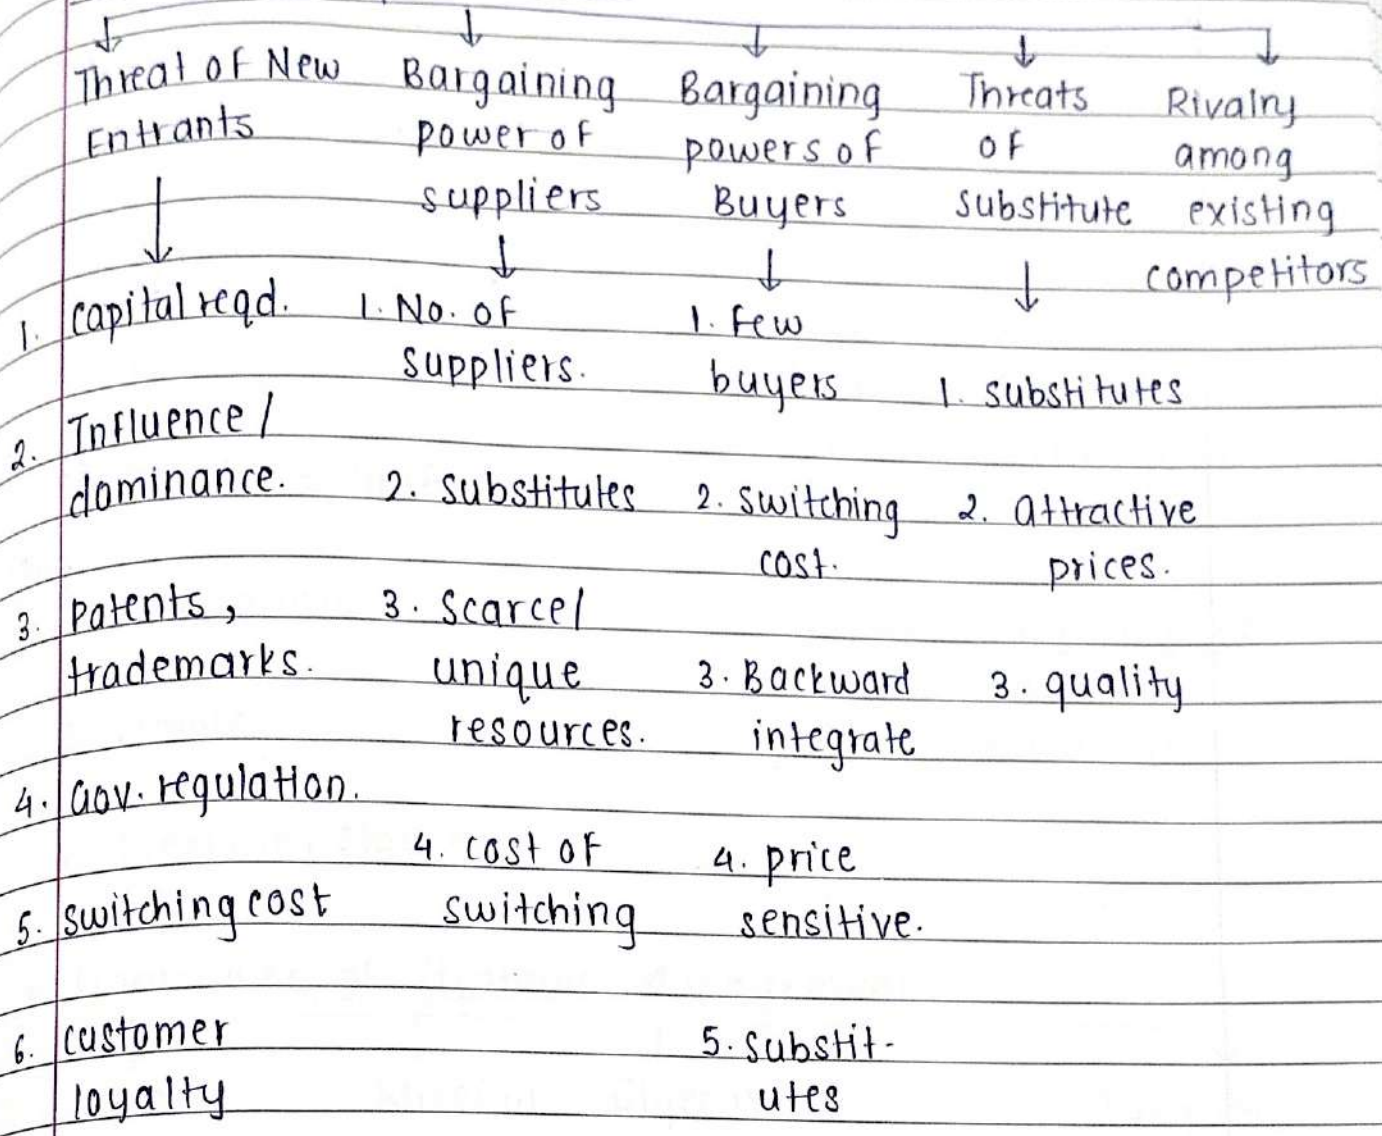 Threat of New
Entrants
Bargaining
power of
suppliers
Bargaining
powers of
Buyers
Threats
of
substitute
Rivalry
among
existing
competitors
1. capital reqd.
2. Influence /
dominance.
3. Patents,
trademarks.
4. Gov. regulation.
5. switching cost
6. customer
loyalty
1. No. of
suppliers.
2. substitutes
3. scarce/
unique
resources.
4. cost of
switching
1. few
buyers
2. switching
cost.
3. Backward
integrate
4. price
sensitive.
5. substit-
utes
1. substitutes
2. attractive
prices.
3. quality